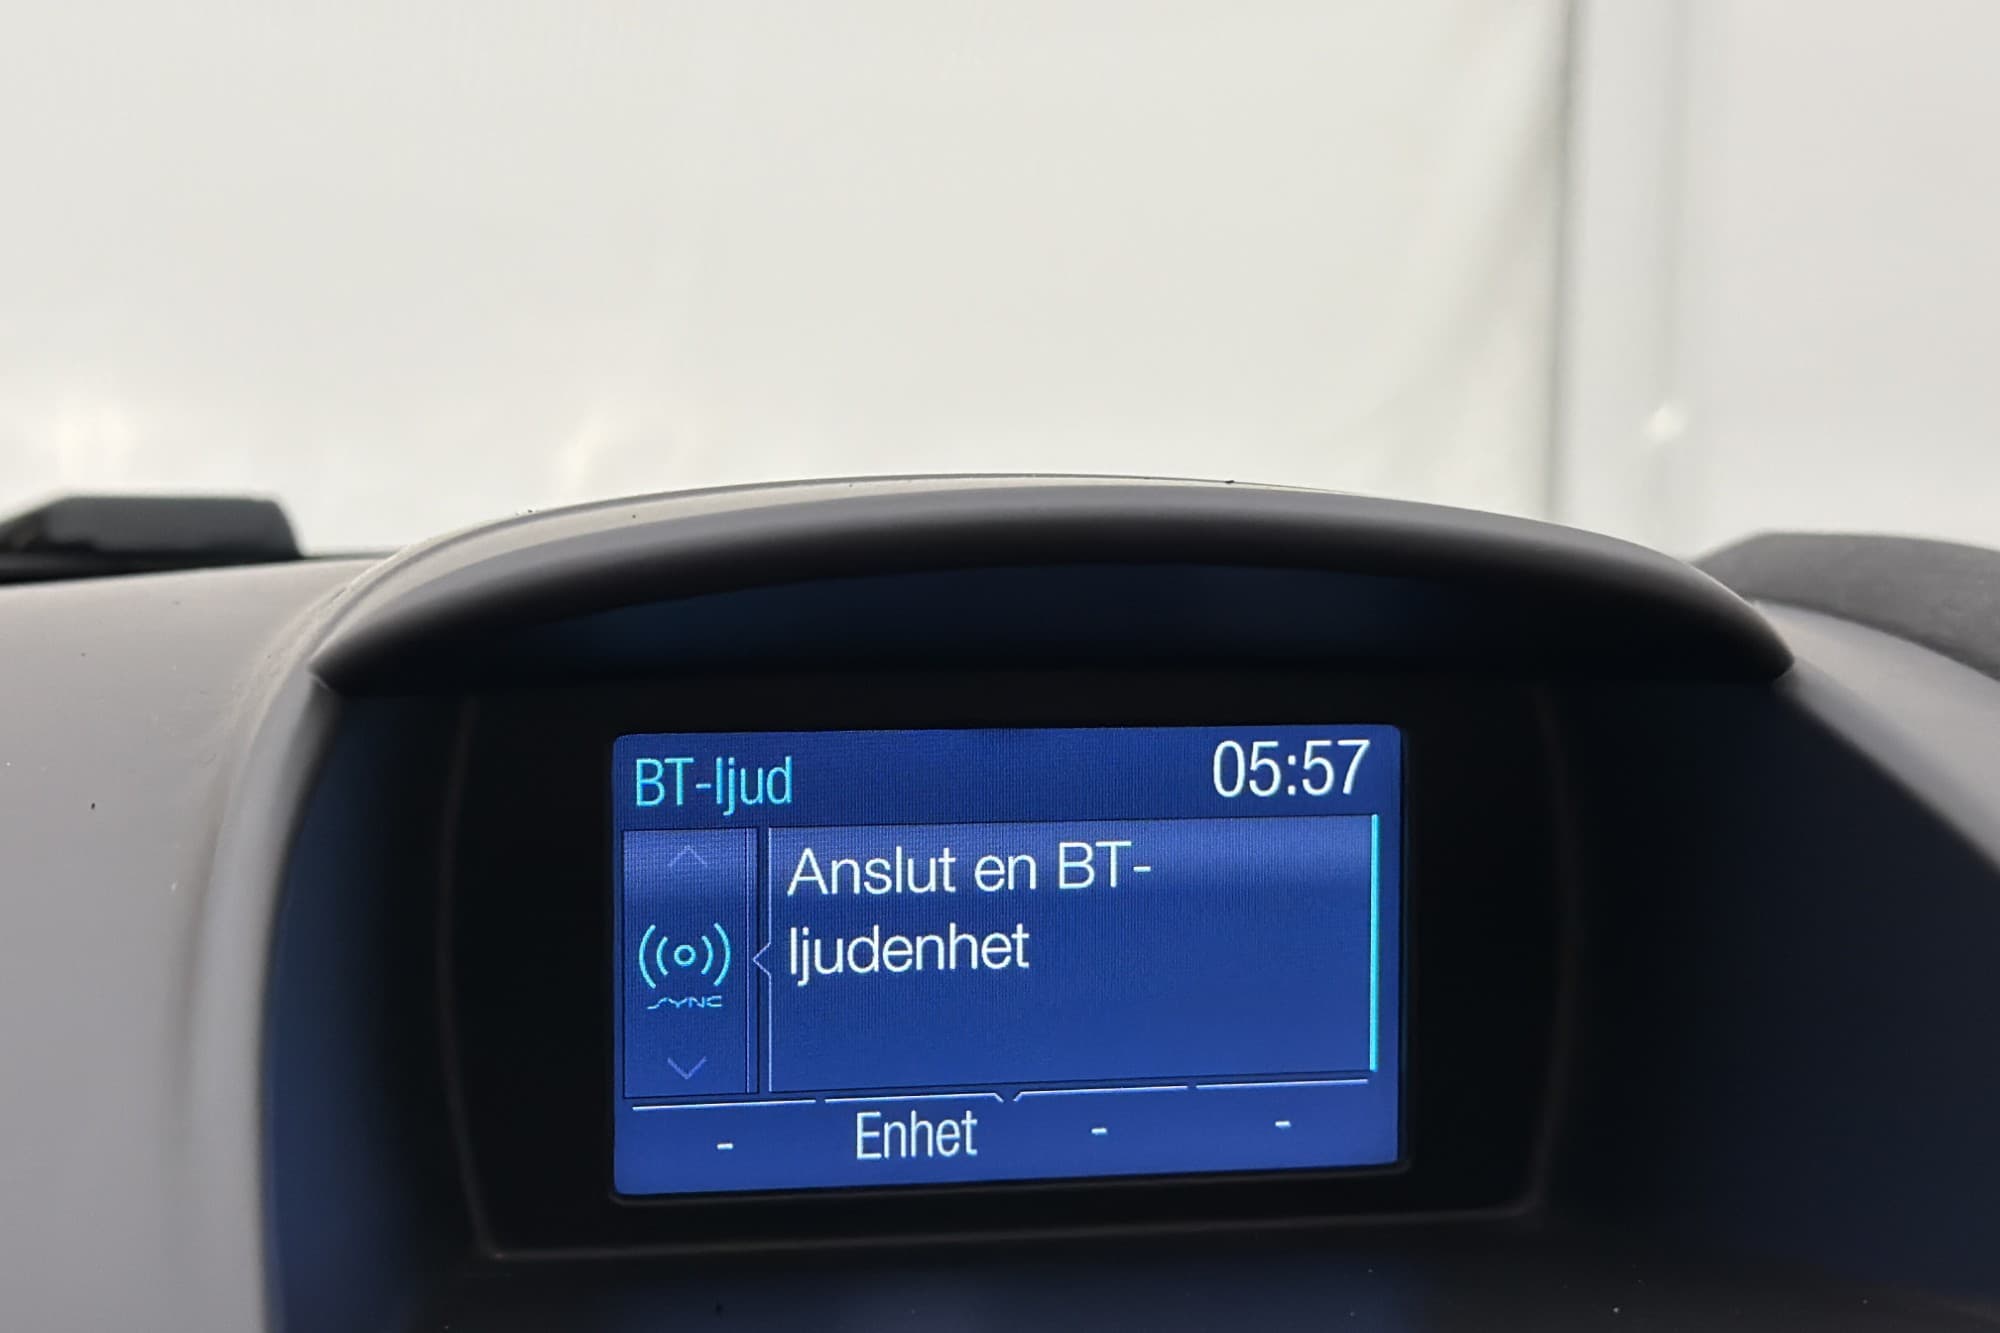 BT-ljud 05:57
Anslut en BT-
ljudenhet
SYNC
- Enhet - -